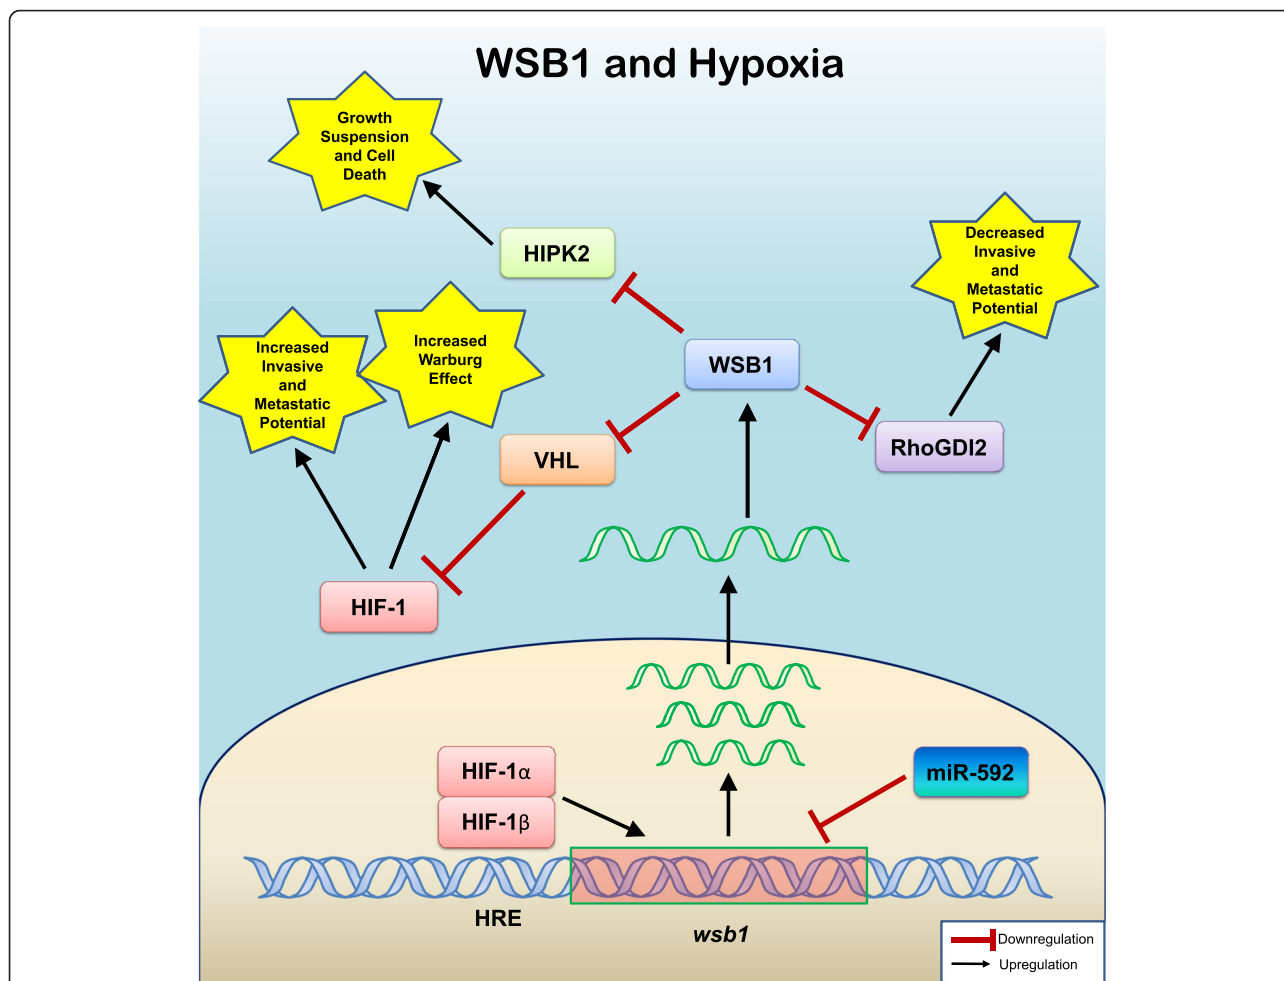 WSB1 and Hypoxia
Growth
Suspension
and Cell
Death
HIPK2
Decreased
Invasive
and
Metastatic
Potential
Increased
Invasive
and
Metastatic
Potential
Increased
Warburg
Effect
WSB1
VHL
RhoGDI2
HIF-1
HIF-1α
HIF-1β
miR-592
HRE
wsb1
Downregulation
Upregulation